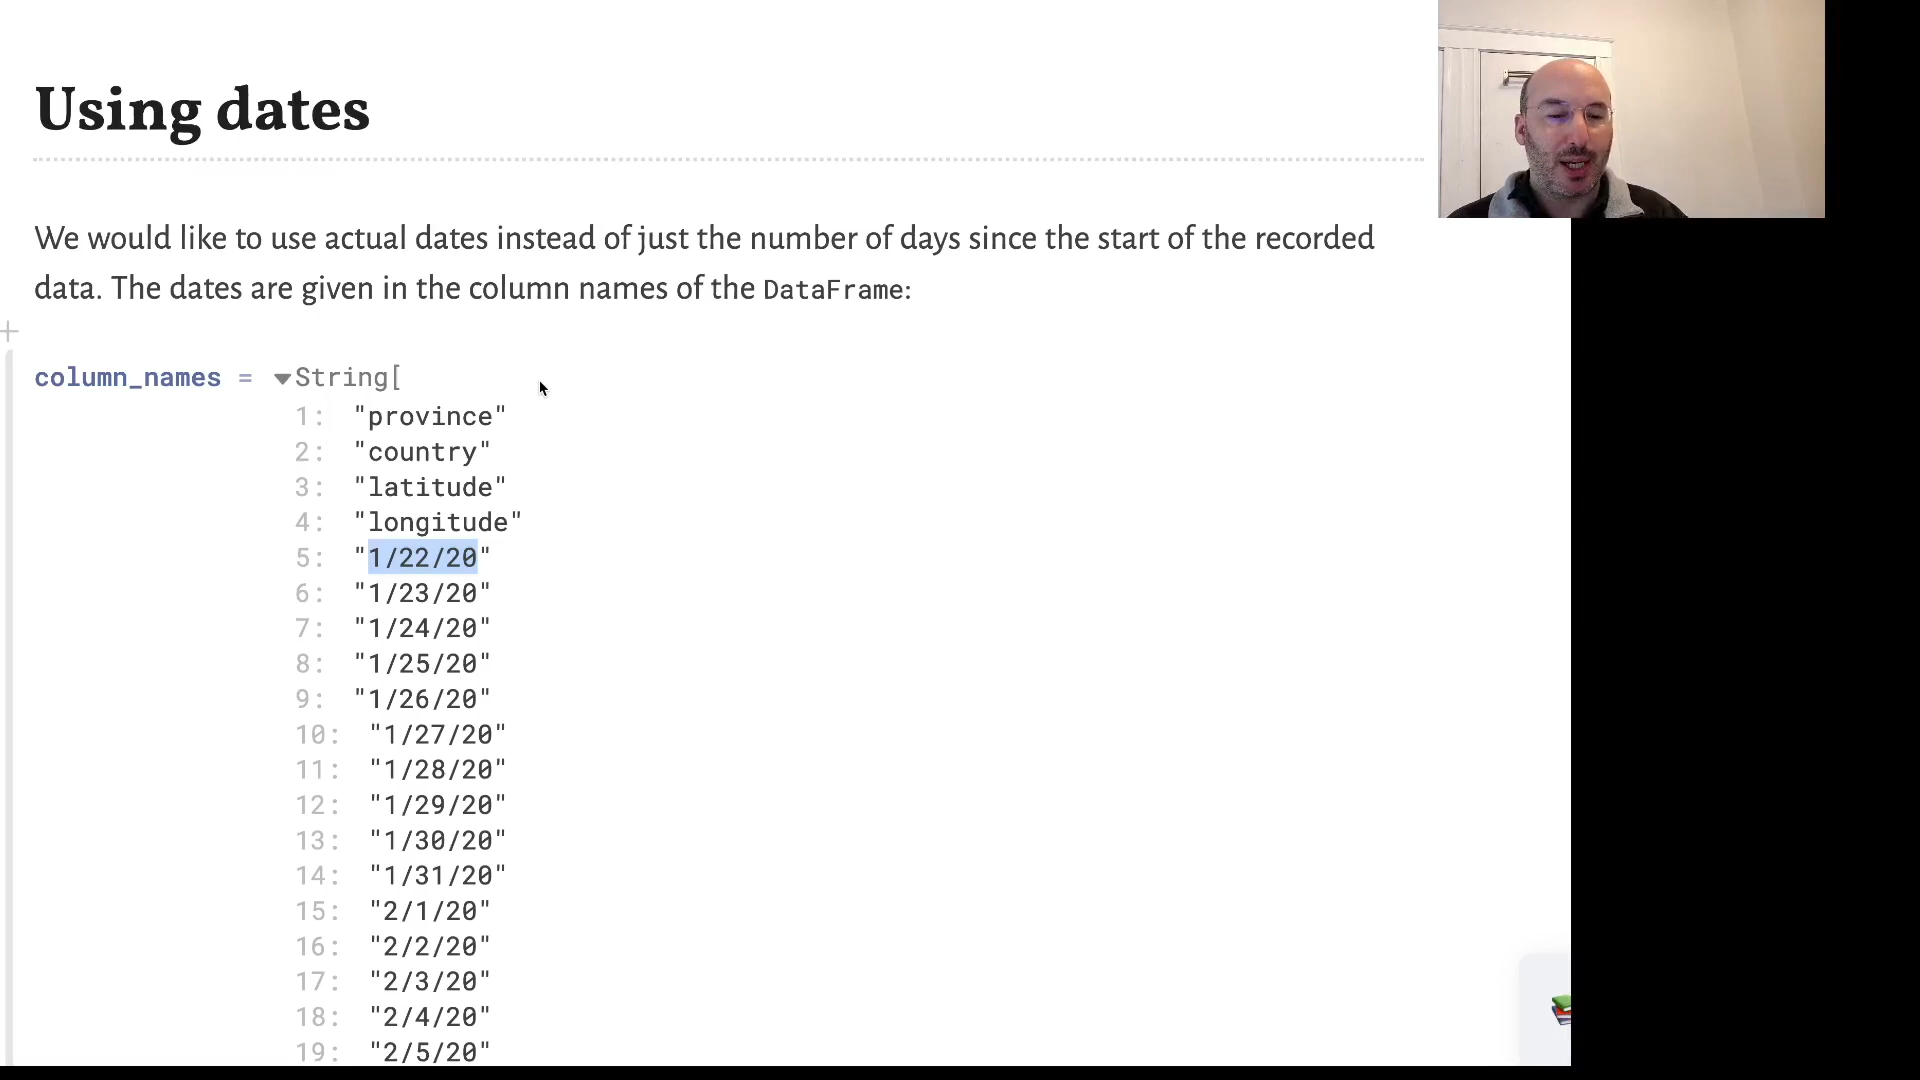 Using dates
We would like to use actual dates instead of just the number of days since the start of the recorded
data. The dates are given in the column names of the DataFrame:
column_names = ▼String[
1: "province"
2: "country"
3: "latitude"
4: "longitude"
5: "1/22/20"
6: "1/23/20"
7: "1/24/20"
8: "1/25/20"
9: "1/26/20"
10: "1/27/20"
11: "1/28/20"
12: "1/29/20"
13: "1/30/20"
14: "1/31/20"
15: "2/1/20"
16: "2/2/20"
17: "2/3/20"
18: "2/4/20"
19: "2/5/20"